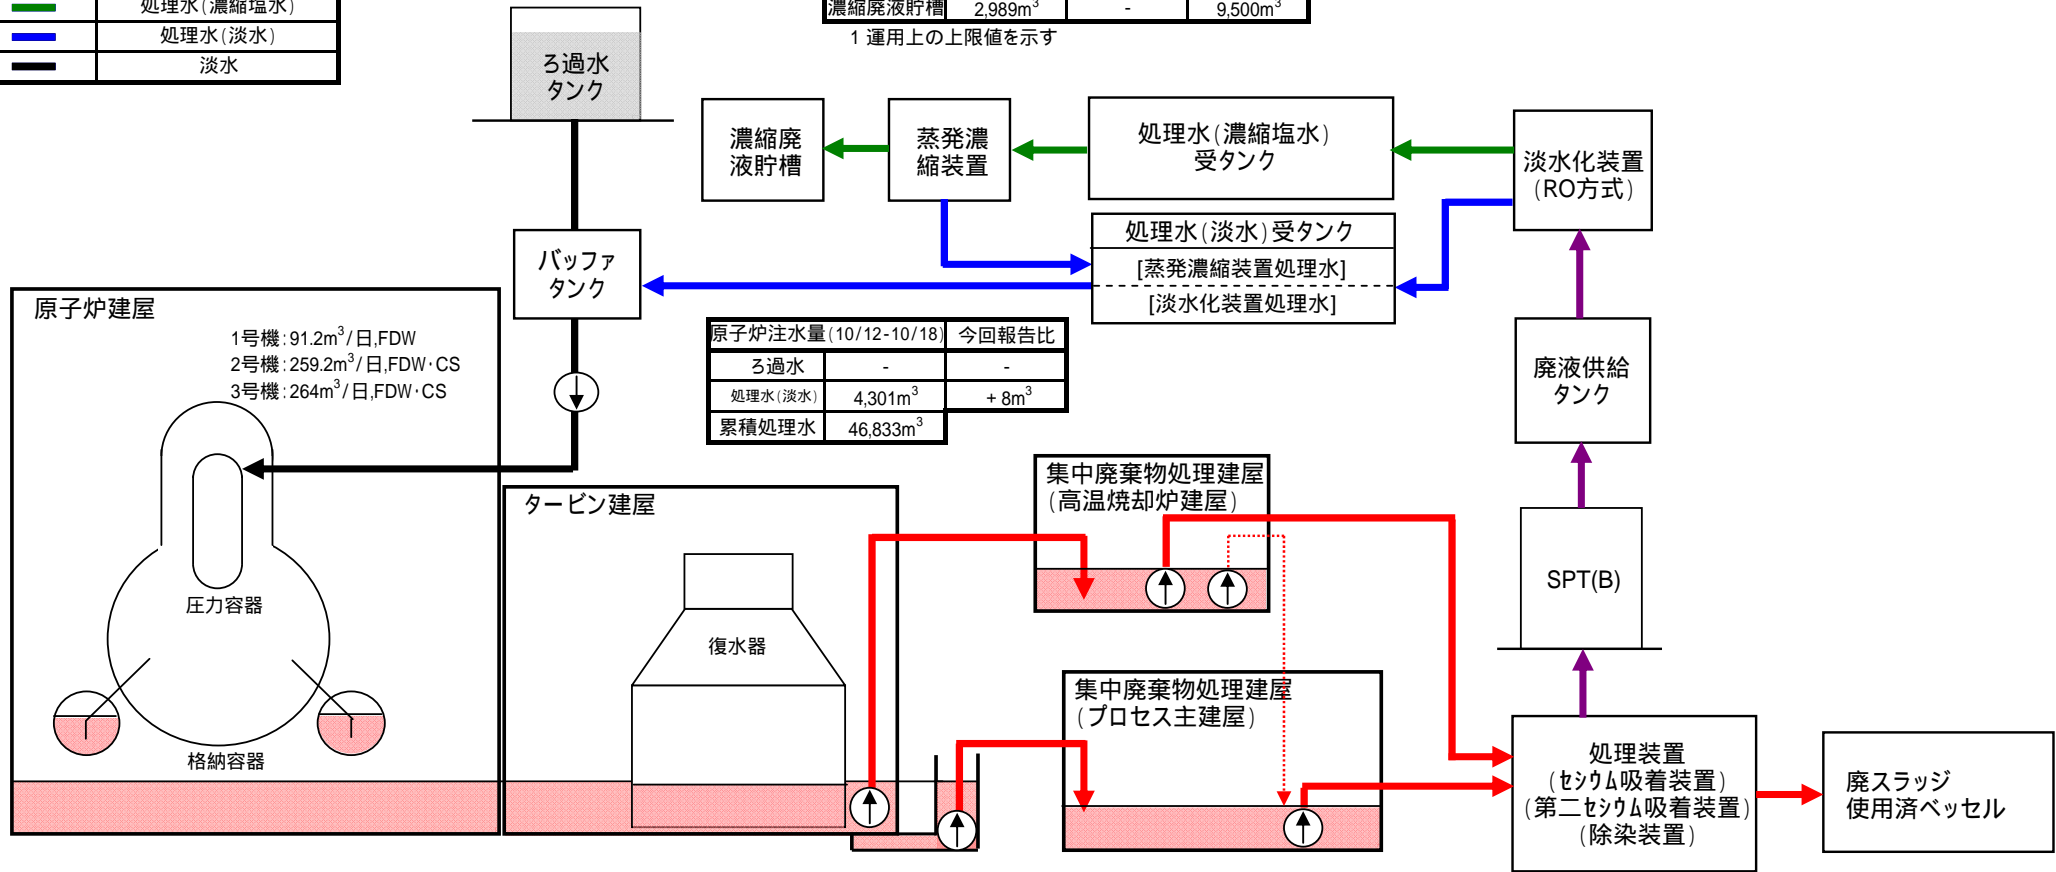 処理水(濃縮塩水)
処理水(淡水)
淡水
濃縮廃液貯槽 2,989m³ - 9,500m³
1 運用上の上限値を示す
ろ過水
タンク
濃縮廃
液貯槽
蒸発濃
縮装置
処理水(濃縮塩水)
受タンク
淡水化装置
(RO方式)
処理水(淡水)受タンク
[蒸発濃縮装置処理水]
[淡水化装置処理水]
バッファ
タンク
原子炉建屋
1号機:91.2m³/日,FDW
2号機:259.2m³/日,FDW・CS
3号機:264m³/日,FDW・CS
原子炉注水量(10/12-10/18) 今回報告比
ろ過水 - -
処理水(淡水) 4,301m³ + 8m³
累積処理水 46,833m³
廃液供給
タンク
圧力容器
格納容器
タービン建屋
復水器
集中廃棄物処理建屋
(高温焼却炉建屋)
SPT(B)
集中廃棄物処理建屋
(プロセス主建屋)
処理装置
(セシウム吸着装置)
(第二セシウム吸着装置)
(除染装置)
廃スラッジ
使用済ベッセル